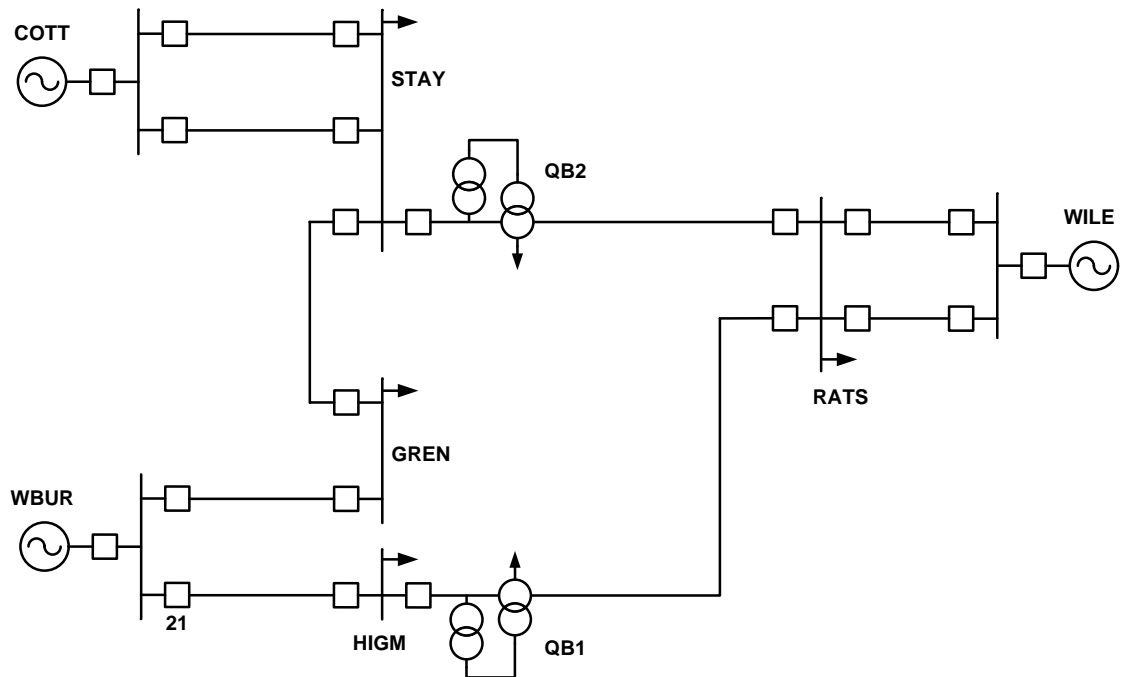 COTT
STAY
QB2
WILE
RATS
GREN
WBUR
21
HIGM
QB1